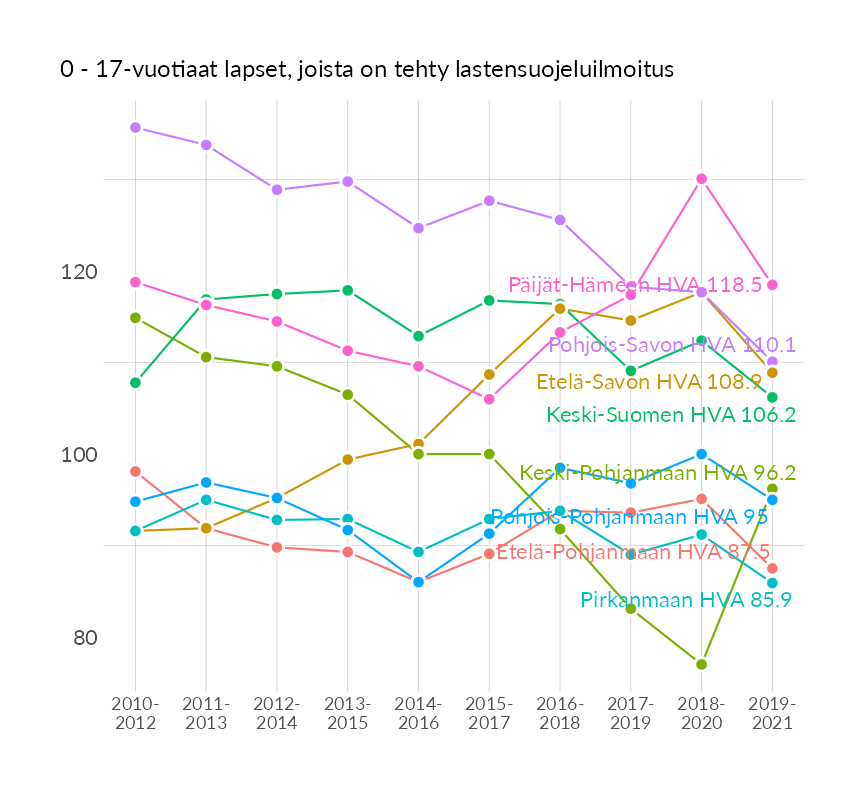 0 - 17-vuotiaat lapset, joista on tehty lastensuojeluilmoitus
120
100
80
Päijät-Hämeen HVA 118.5
Pohjois-Savon HVA 110.1
Etelä-Savon HVA 108.9
Keski-Suomen HVA 106.2
Keski-Pohjanmaan HVA 96.2
Pohjois-Pohjanmaan HVA 95
Etelä-Pohjanmaan HVA 87.5
Pirkanmaan HVA 85.9
2010-2012
2011-2013
2012-2014
2013-2015
2014-2016
2015-2017
2016-2018
2017-2019
2018-2020
2019-2021